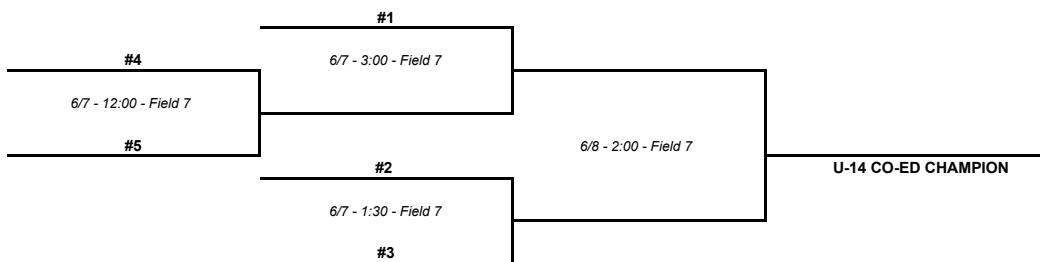 #1
6/7 - 3:00 - Field 7
#4
6/7 - 12:00 - Field 7
#5
6/8 - 2:00 - Field 7
#2
U-14 CO-ED CHAMPION
6/7 - 1:30 - Field 7
#3